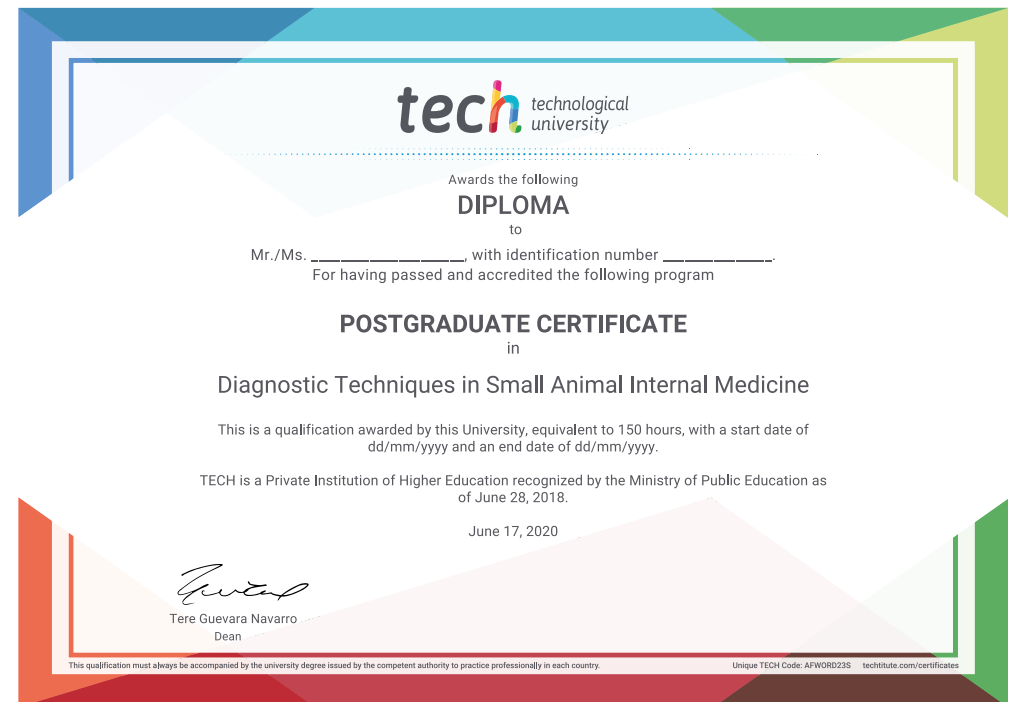 tech technological
university
Awards the following
DIPLOMA
to
Mr./Ms. ____________________, with identification number ______________.
For having passed and accredited the following program
POSTGRADUATE CERTIFICATE
in
Diagnostic Techniques in Small Animal Internal Medicine
This is a qualification awarded by this University, equivalent to 150 hours, with a start date of
dd/mm/yyyy and an end date of dd/mm/yyyy.
TECH is a Private Institution of Higher Education recognized by the Ministry of Public Education as
of June 28, 2018.
June 17, 2020
Tere Guevara Navarro
Dean
This qualification must always be accompanied by the university degree issued by the competent authority to practice professionally in each country.
Unique TECH Code: AFWORD23S techtitute.com/certificates